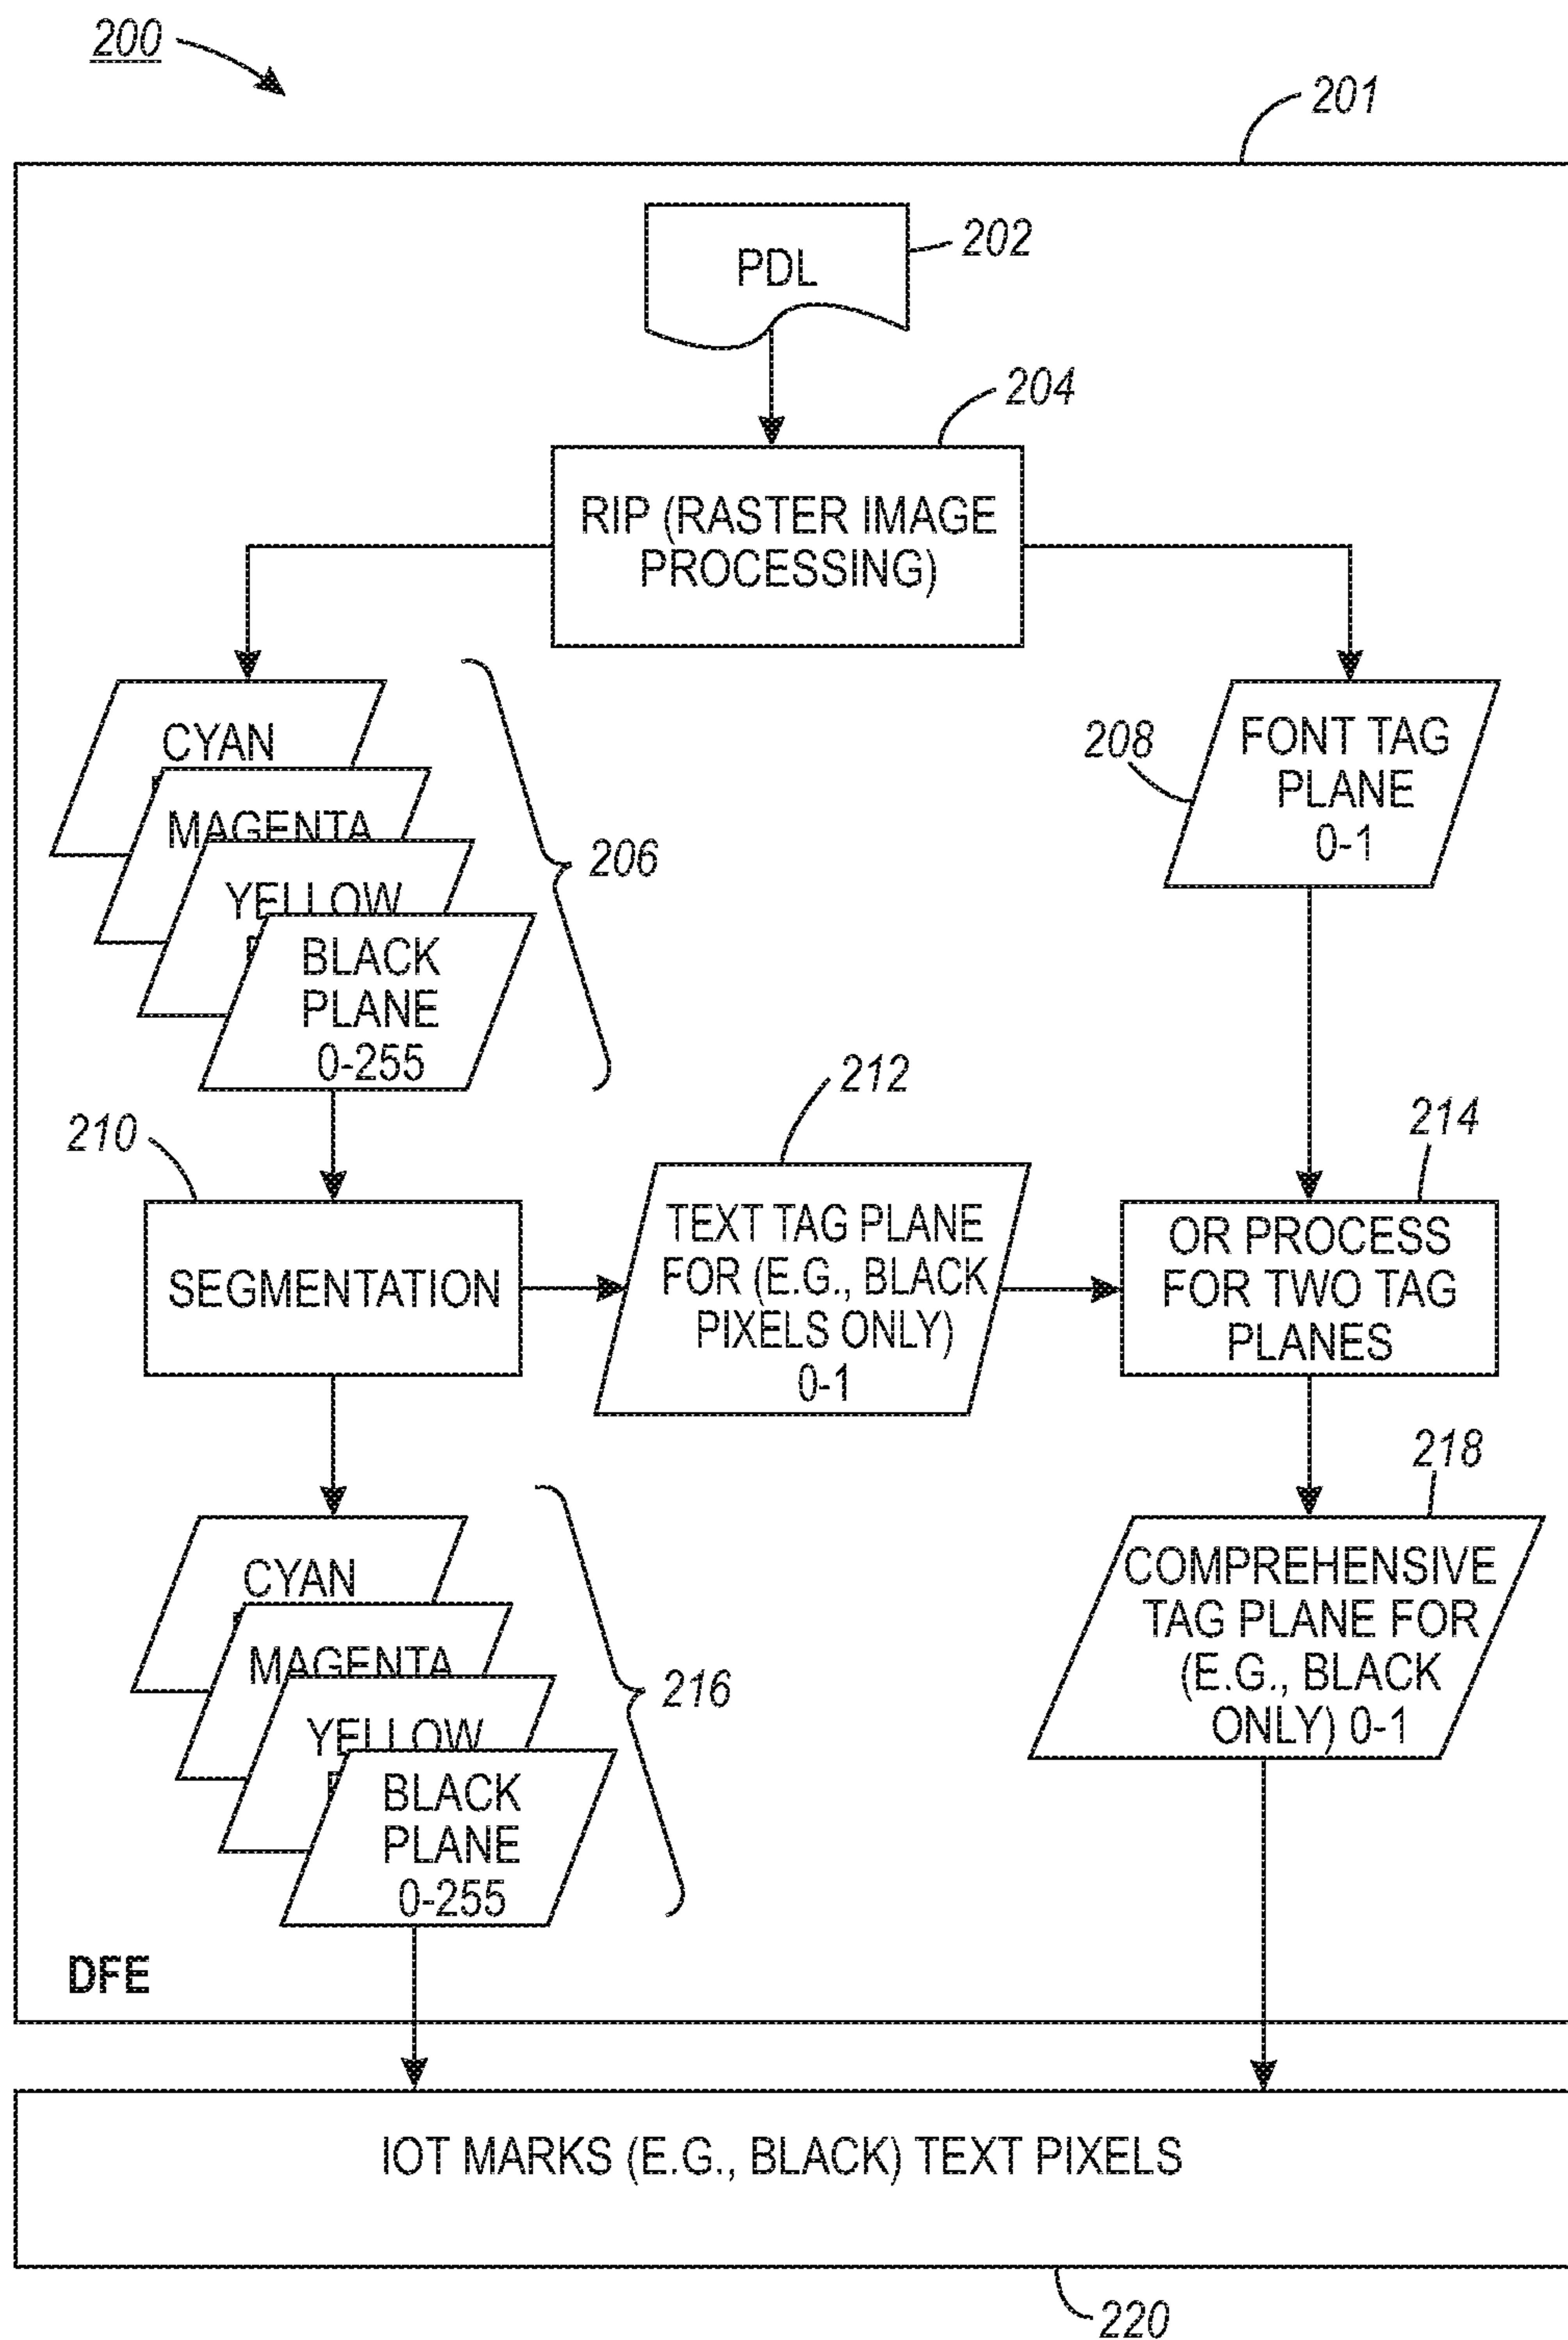 200
201
PDL
202
204
RIP (RASTER IMAGE
PROCESSING)
CYAN
MAGENTA
YELLOW
BLACK
PLANE
0-255
206
208
FONT TAG
PLANE
0-1
210
SEGMENTATION
212
TEXT TAG PLANE
FOR (E.G., BLACK
PIXELS ONLY)
0-1
214
OR PROCESS
FOR TWO TAG
PLANES
CYAN
MAGENTA
YELLOW
BLACK
PLANE
0-255
216
218
COMPREHENSIVE
TAG PLANE FOR
(E.G., BLACK
ONLY) 0-1
DFE
IOT MARKS (E.G., BLACK) TEXT PIXELS
220